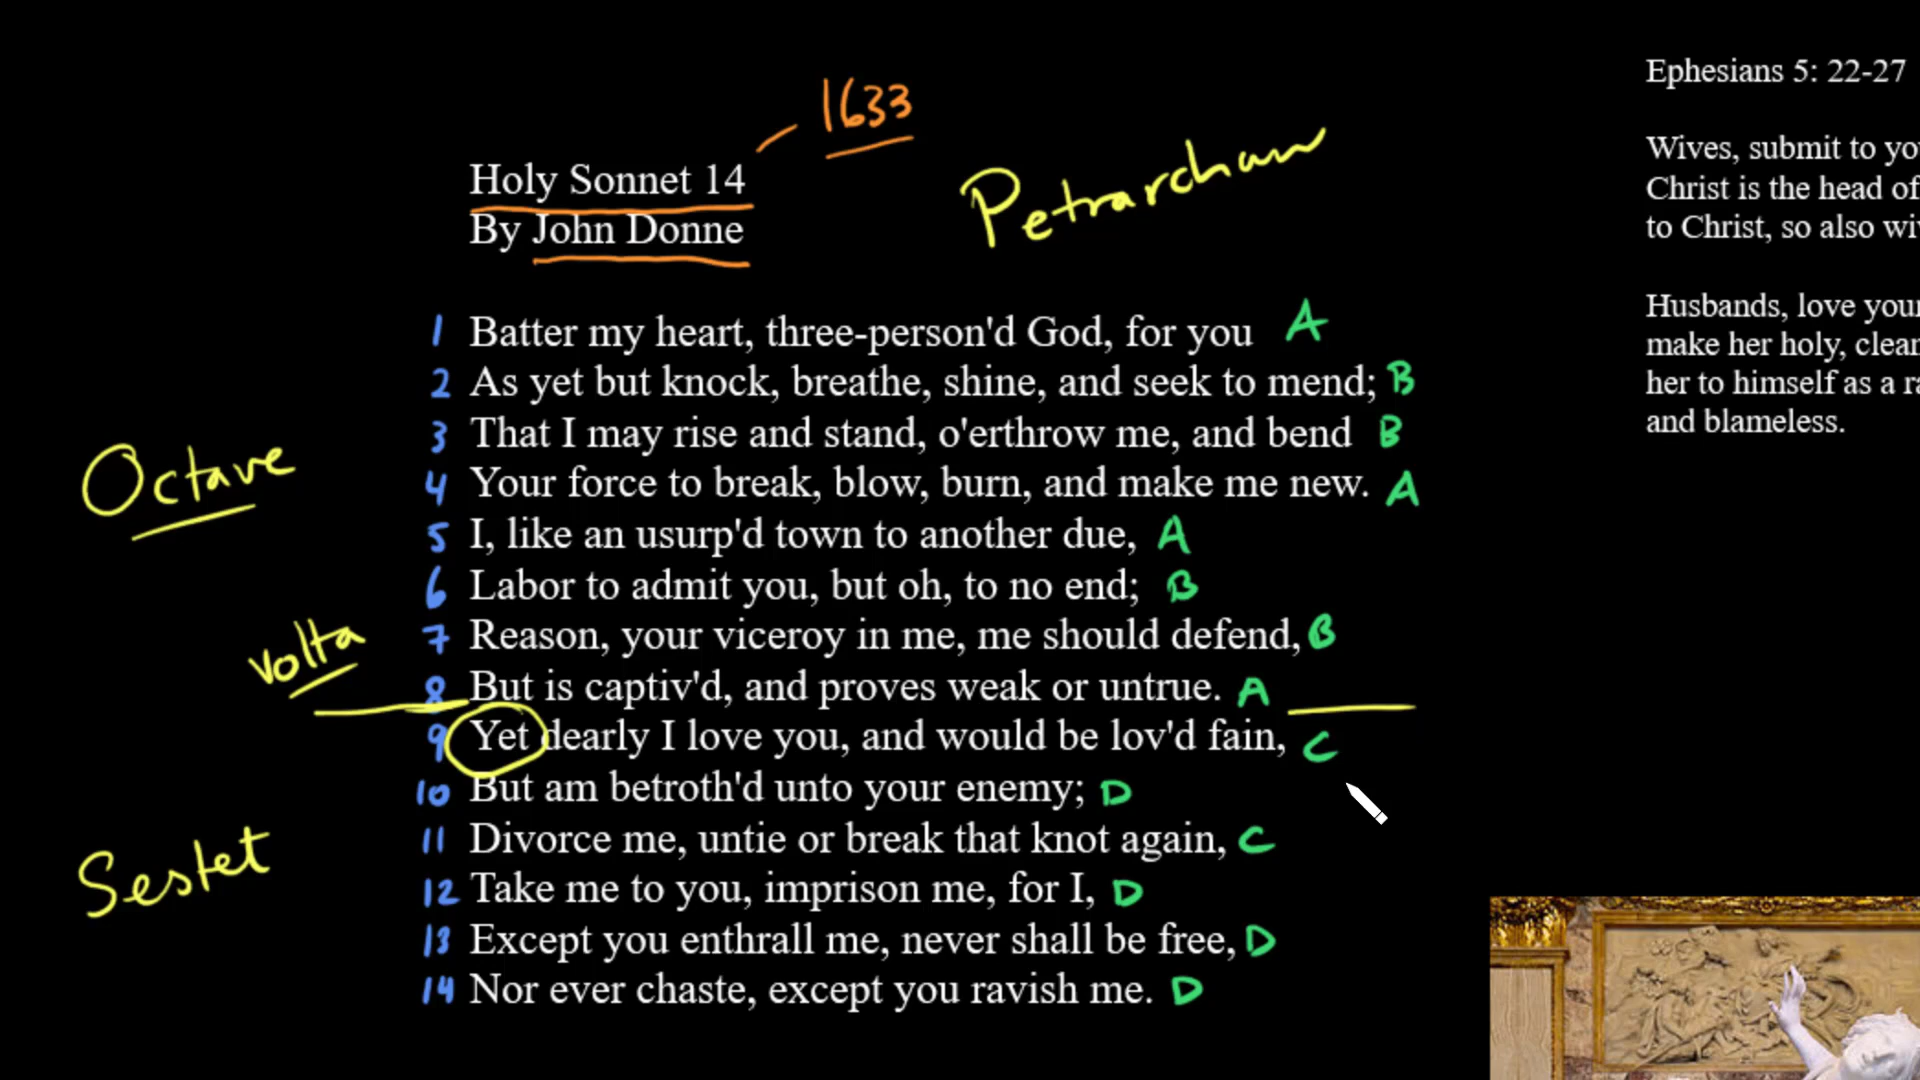 1633
Petrarchan
Holy Sonnet 14
By John Donne
1 Batter my heart, three-person'd God, for you A
2 As yet but knock, breathe, shine, and seek to mend; B
3 That I may rise and stand, o'erthrow me, and bend B
4 Your force to break, blow, burn, and make me new. A
5 I, like an usurp'd town to another due, A
6 Labor to admit you, but oh, to no end; B
7 Reason, your viceroy in me, me should defend, B
8 But is captiv'd, and proves weak or untrue. A
9 Yet dearly I love you, and would be lov'd fain, C
10 But am betroth'd unto your enemy; D
11 Divorce me, untie or break that knot again, C
12 Take me to you, imprison me, for I, D
13 Except you enthrall me, never shall be free, D
14 Nor ever chaste, except you ravish me. D
Octave
volta
Sestet
Ephesians 5: 22-27
Wives, submit to
Christ is the head of
to Christ, so also
Husbands, love
make her holy,
her to himself as a
and blameless.